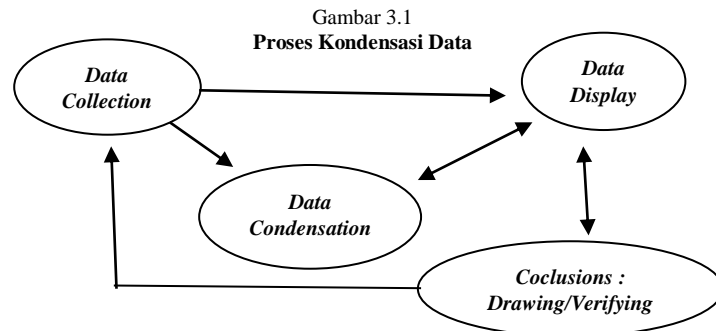 Gambar 3.1
Proses Kondensasi Data
Data
Collection
Data
Display
Data
Condensation
Coclusions :
Drawing/Verifying